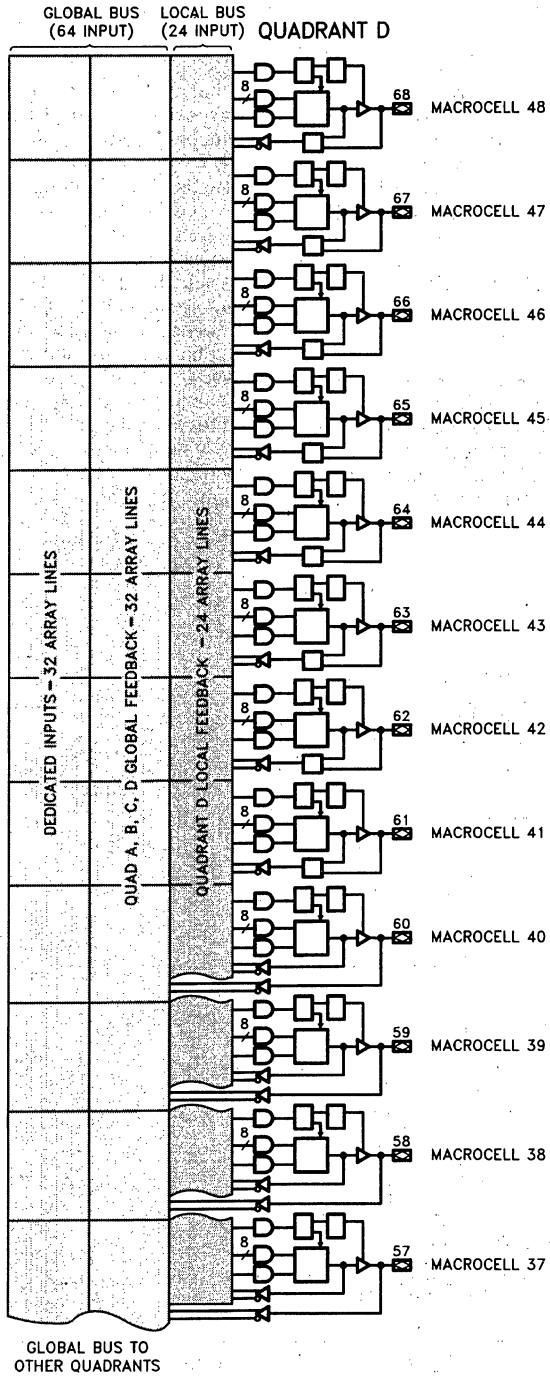 GLOBAL BUS
(64 INPUT)
LOCAL BUS
(24 INPUT)
QUADRANT D
8
68
MACROCELL 48
8
67
MACROCELL 47
8
66
MACROCELL 46
8
65
MACROCELL 45
8
64
MACROCELL 44
8
63
MACROCELL 43
8
62
MACROCELL 42
8
61
MACROCELL 41
8
60
MACROCELL 40
8
59
MACROCELL 39
8
58
MACROCELL 38
8
57
MACROCELL 37
DEDICATED INPUTS – 32 ARRAY LINES
QUAD A, B, C, D GLOBAL FEEDBACK – 32 ARRAY LINES
QUADRANT D LOCAL FEEDBACK – 24 ARRAY LINES
GLOBAL BUS TO
OTHER QUADRANTS